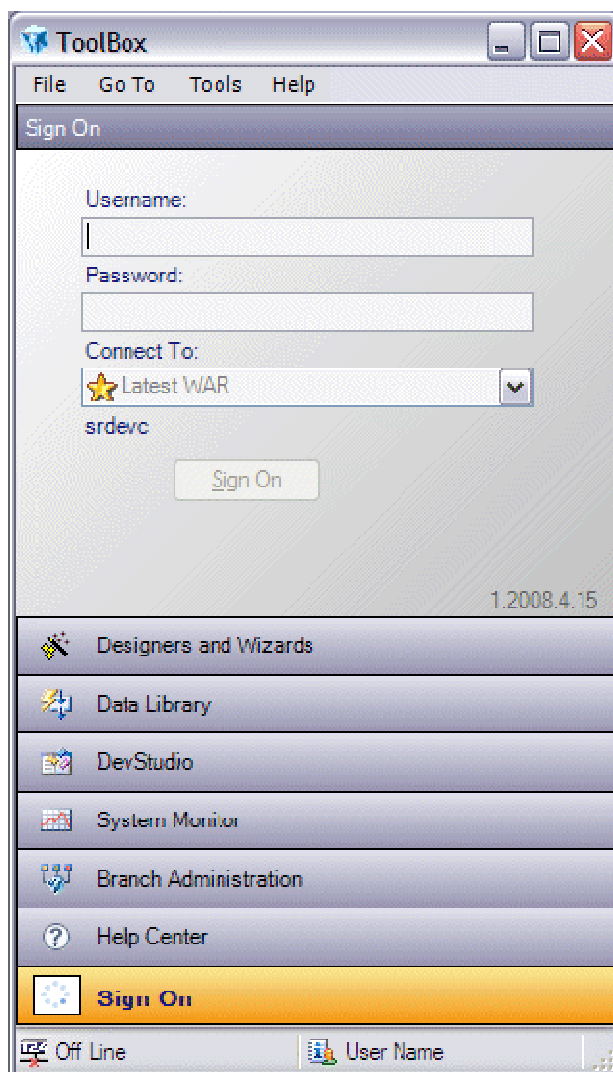 ToolBox
File Go To Tools Help
Sign On
Username:
Password:
Connect To:
Latest WAR
srdevc
Sign On
1.2008.4.15
Designers and Wizards
Data Library
DevStudio
System Monitor
Branch Administration
Help Center
Sign On
Off Line User Name